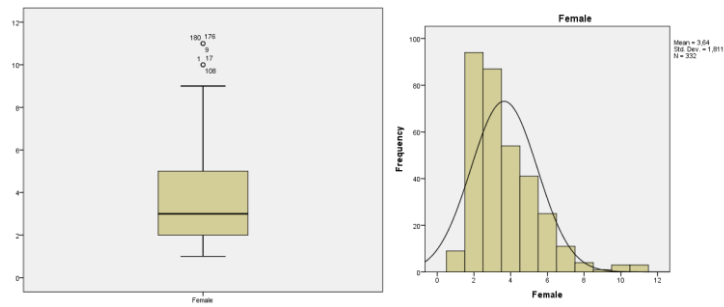 12
10
8
6
4
2
0
180 176
9
1 17
108
Female
Female
Mean = 3,64
Std. Dev. = 1,811
N = 332
Frequency
100
80
60
40
20
0
0 2 4 6 8 10 12
Female